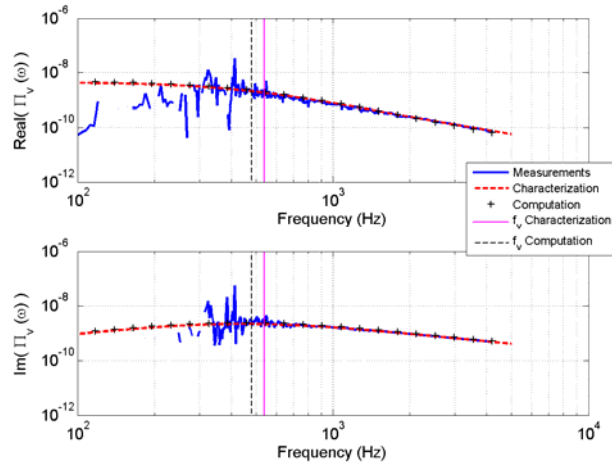 10^-6
10^-8
10^-10
10^-12
Real( Π_v (ω) )
10^2
10^3
Frequency (Hz)
Measurements
Characterization
Computation
f_v Characterization
f_v Computation
10^-6
10^-8
10^-10
10^-12
Im( Π_v (ω) )
10^2
10^3
10^4
Frequency (Hz)